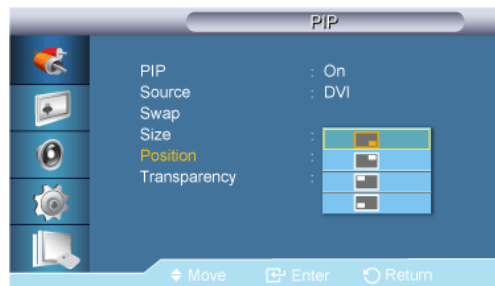 PIP
PIP : On
Source : DVI
Swap
Size :
Position :
Transparency :
Move Enter Return